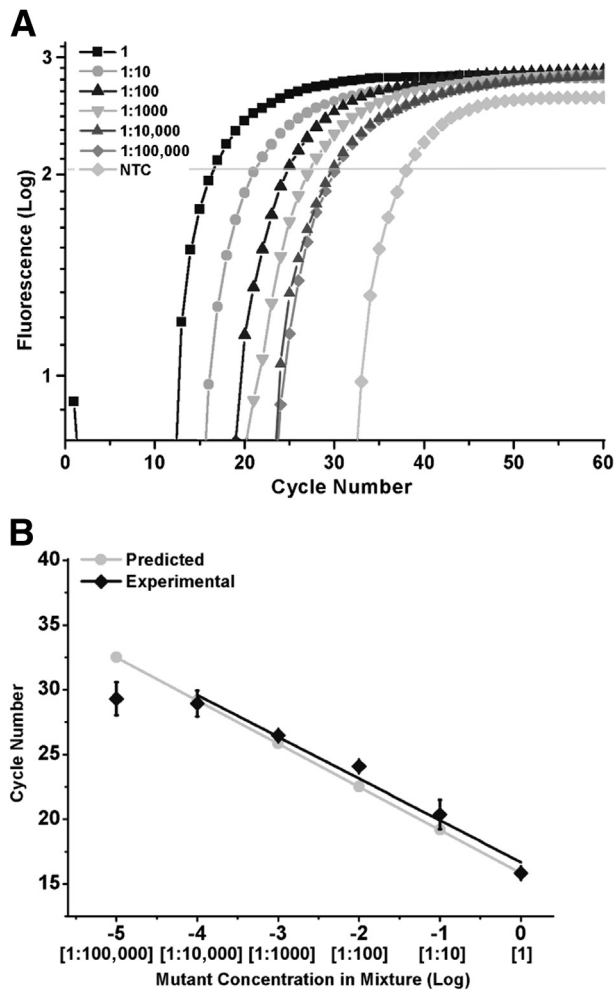 A
1
1:10
1:100
1:1000
1:10,000
1:100,000
NTC
3
2
1
Fluorescence (Log)
0 10 20 30 40 50 60
Cycle Number
B
Predicted
Experimental
40
35
30
25
20
15
Cycle Number
-5 -4 -3 -2 -1 0
[1:100,000] [1:10,000] [1:1000] [1:100] [1:10] [1]
Mutant Concentration in Mixture (Log)